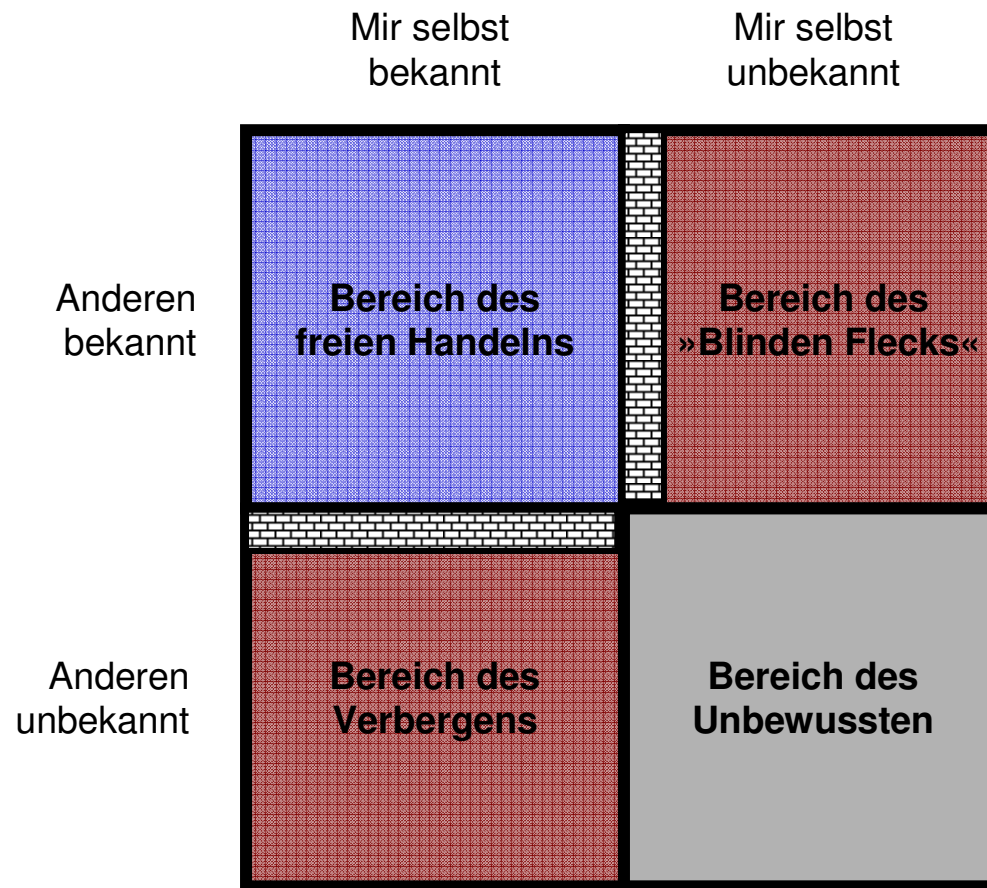 Mir selbst
bekannt
Mir selbst
unbekannt
Anderen
bekannt
Bereich des
freien Handelns
Bereich des
»Blinden Flecks«
Anderen
unbekannt
Bereich des
Verbergens
Bereich des
Unbewussten